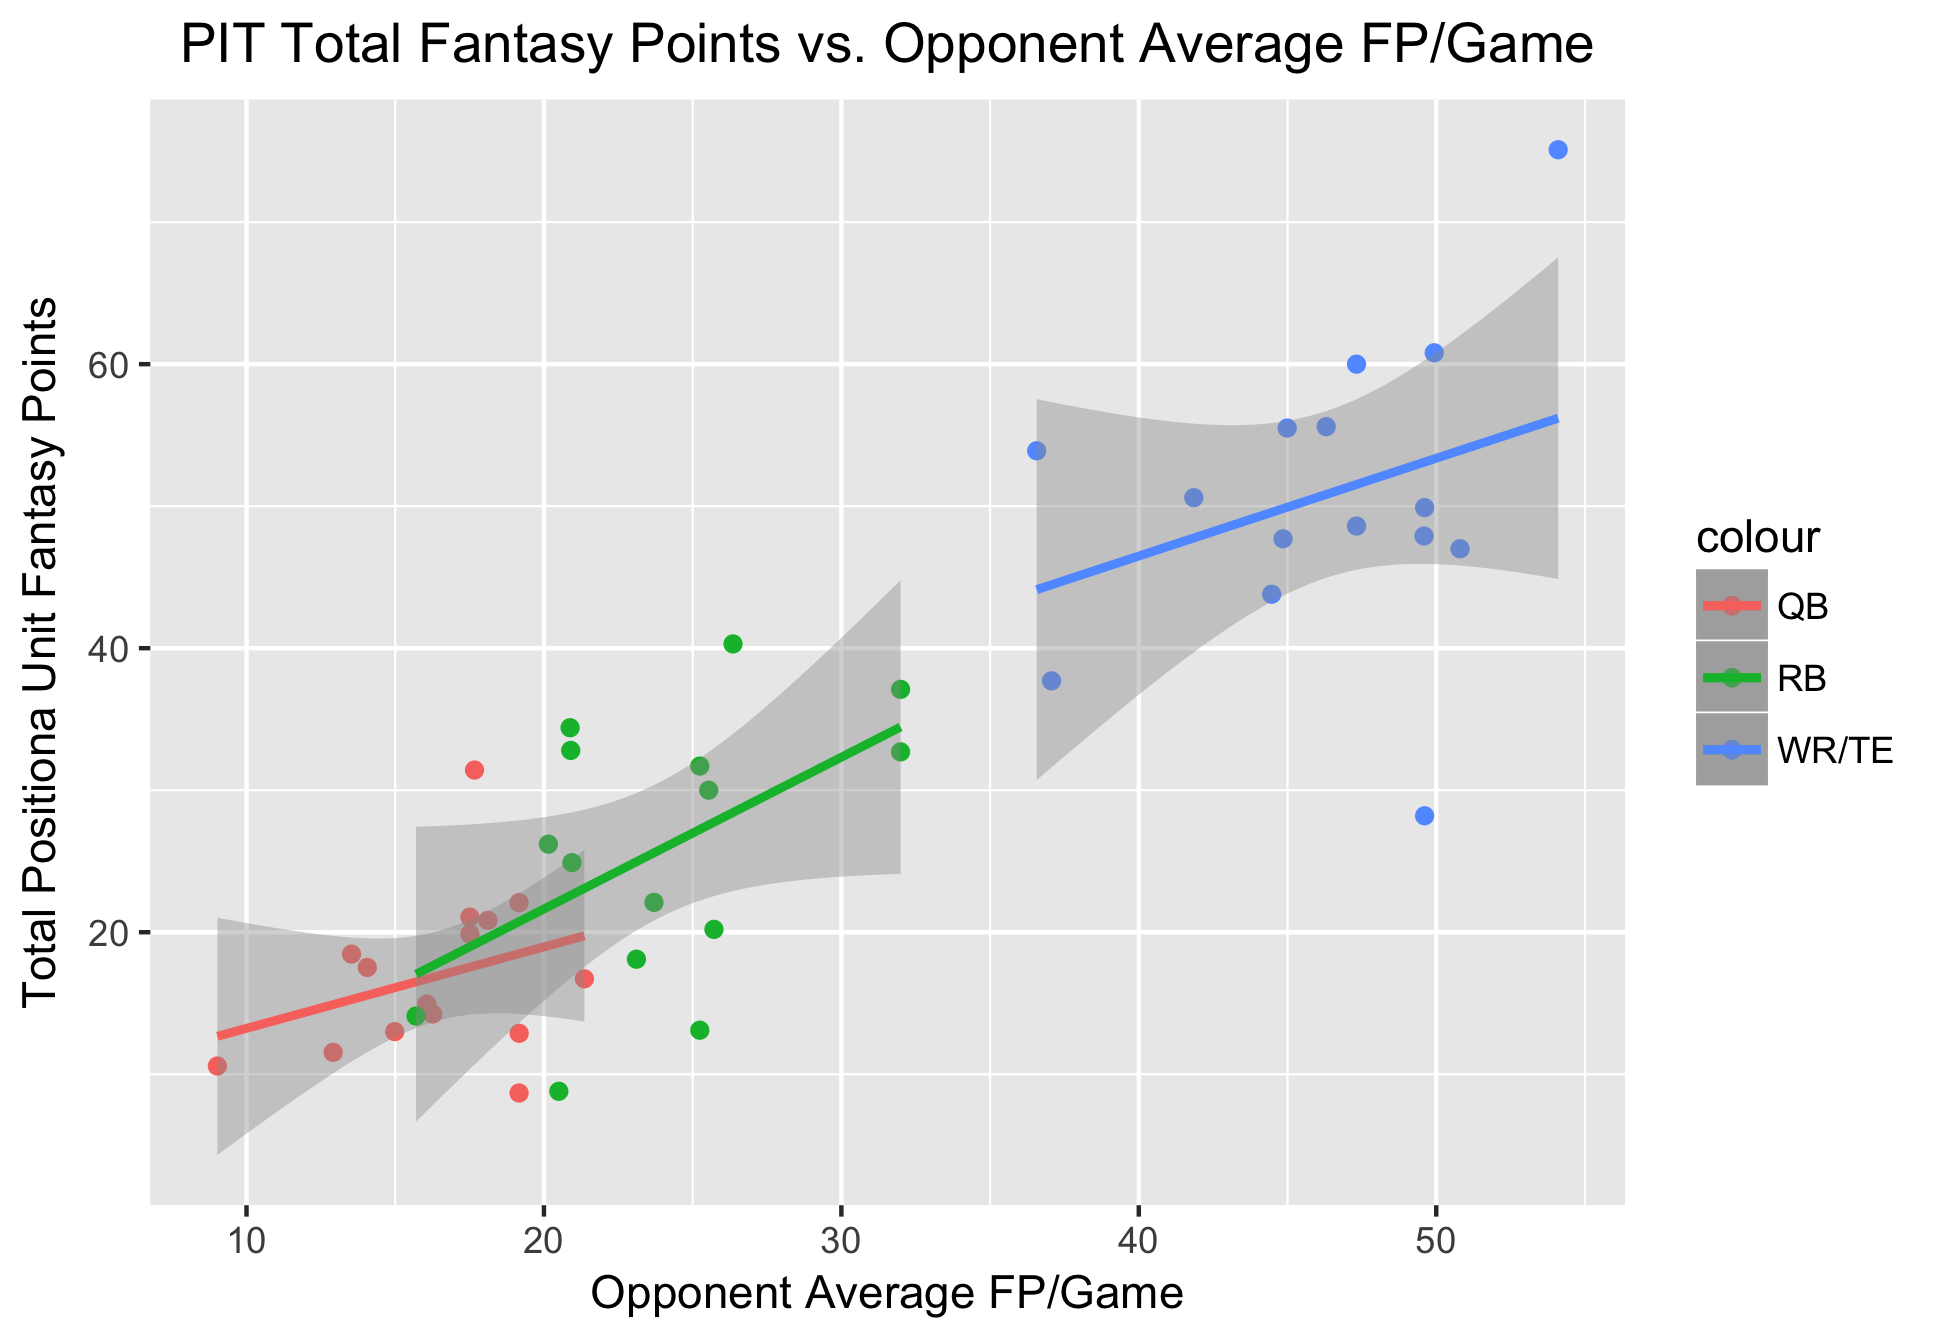 PIT Total Fantasy Points vs. Opponent Average FP/Game
Total Positiona Unit Fantasy Points
60
40
20
10 20 30 40 50
Opponent Average FP/Game
colour
QB
RB
WR/TE